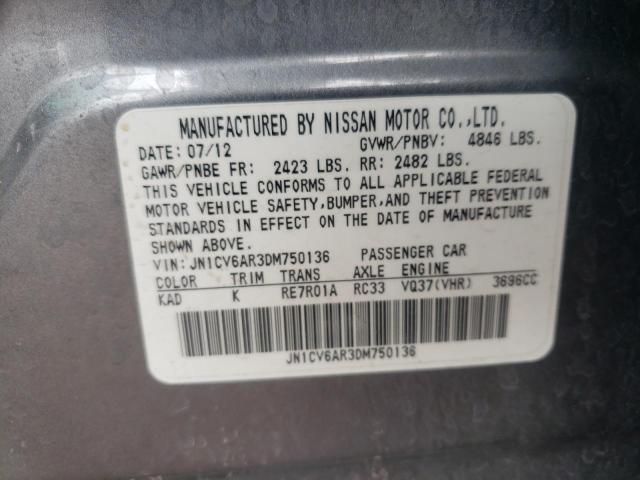 MANUFACTURED BY NISSAN MOTOR CO.,LTD.
DATE: 07/12 GVWR/PNBV: 4846 LBS.
GAWR/PNBE FR: 2423 LBS. RR: 2482 LBS.
THIS VEHICLE CONFORMS TO ALL APPLICABLE FEDERAL
MOTOR VEHICLE SAFETY,BUMPER,AND THEFT PREVENTION
STANDARDS IN EFFECT ON THE DATE OF MANUFACTURE
SHOWN ABOVE.
VIN: JN1CV6AR3DM750136 PASSENGER CAR
COLOR TRIM TRANS AXLE ENGINE
KAD K RE7R01A RC33 VQ37(VHR) 3696CC
JN1CV6AR3DM750136